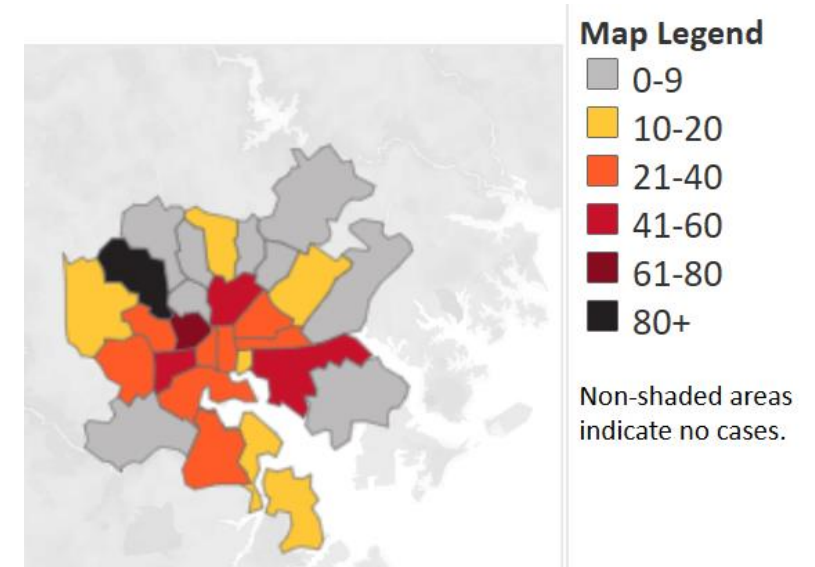 Map Legend
0-9
10-20
21-40
41-60
61-80
80+
Non-shaded areas
indicate no cases.